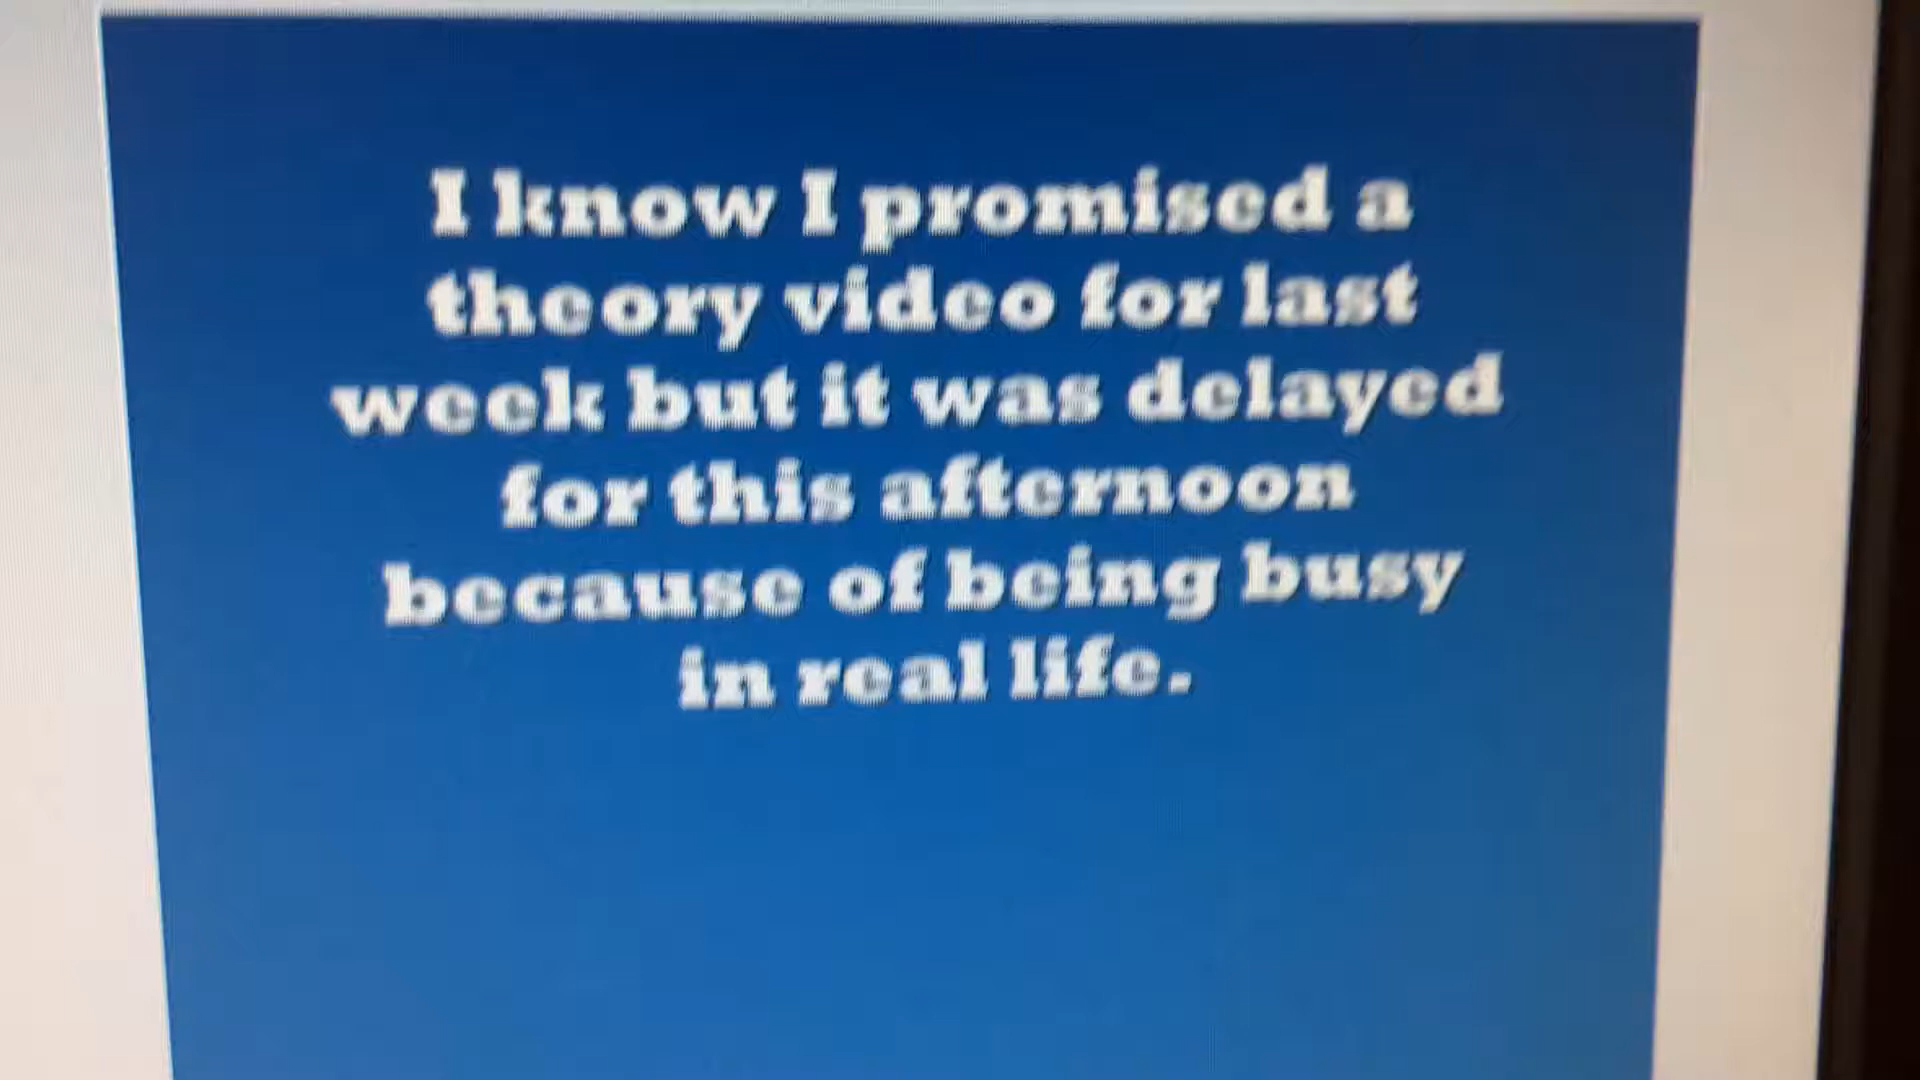 I know I promised a
theory video for last
week but it was delayed
for this afternoon
because of being busy
in real life.